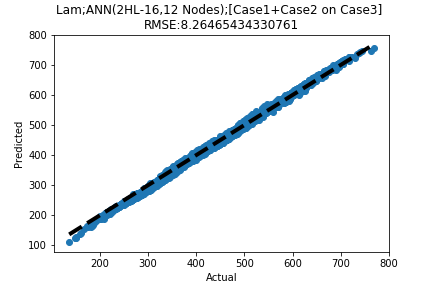 Lam;ANN(2HL-16,12 Nodes);[Case1+Case2 on Case3]
RMSE:8.26465434330761
800
700
600
500
400
300
200
100
Predicted
200 300 400 500 600 700 800
Actual